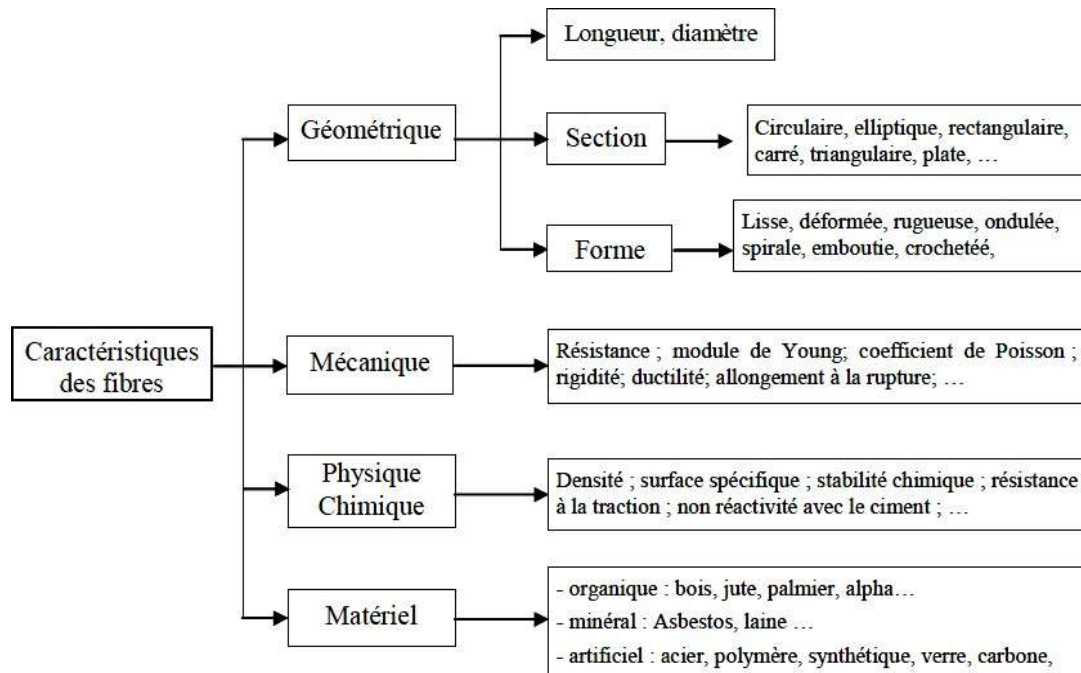 Caractéristiques
des fibres
Géométrique
Longueur, diamètre
Section
Circulaire, elliptique, rectangulaire,
carré, triangulaire, plate, …
Forme
Lisse, déformée, rugueuse, ondulée,
spirale, emboutie, crochetéé,
Mécanique
Résistance ; module de Young; coefficient de Poisson ;
rigidité; ductilité; allongement à la rupture; …
Physique
Chimique
Densité ; surface spécifique ; stabilité chimique ; résistance
à la traction ; non réactivité avec le ciment ; …
Matériel
- organique : bois, jute, palmier, alpha…
- minéral : Asbestos, laine …
- artificiel : acier, polymère, synthétique, verre, carbone,